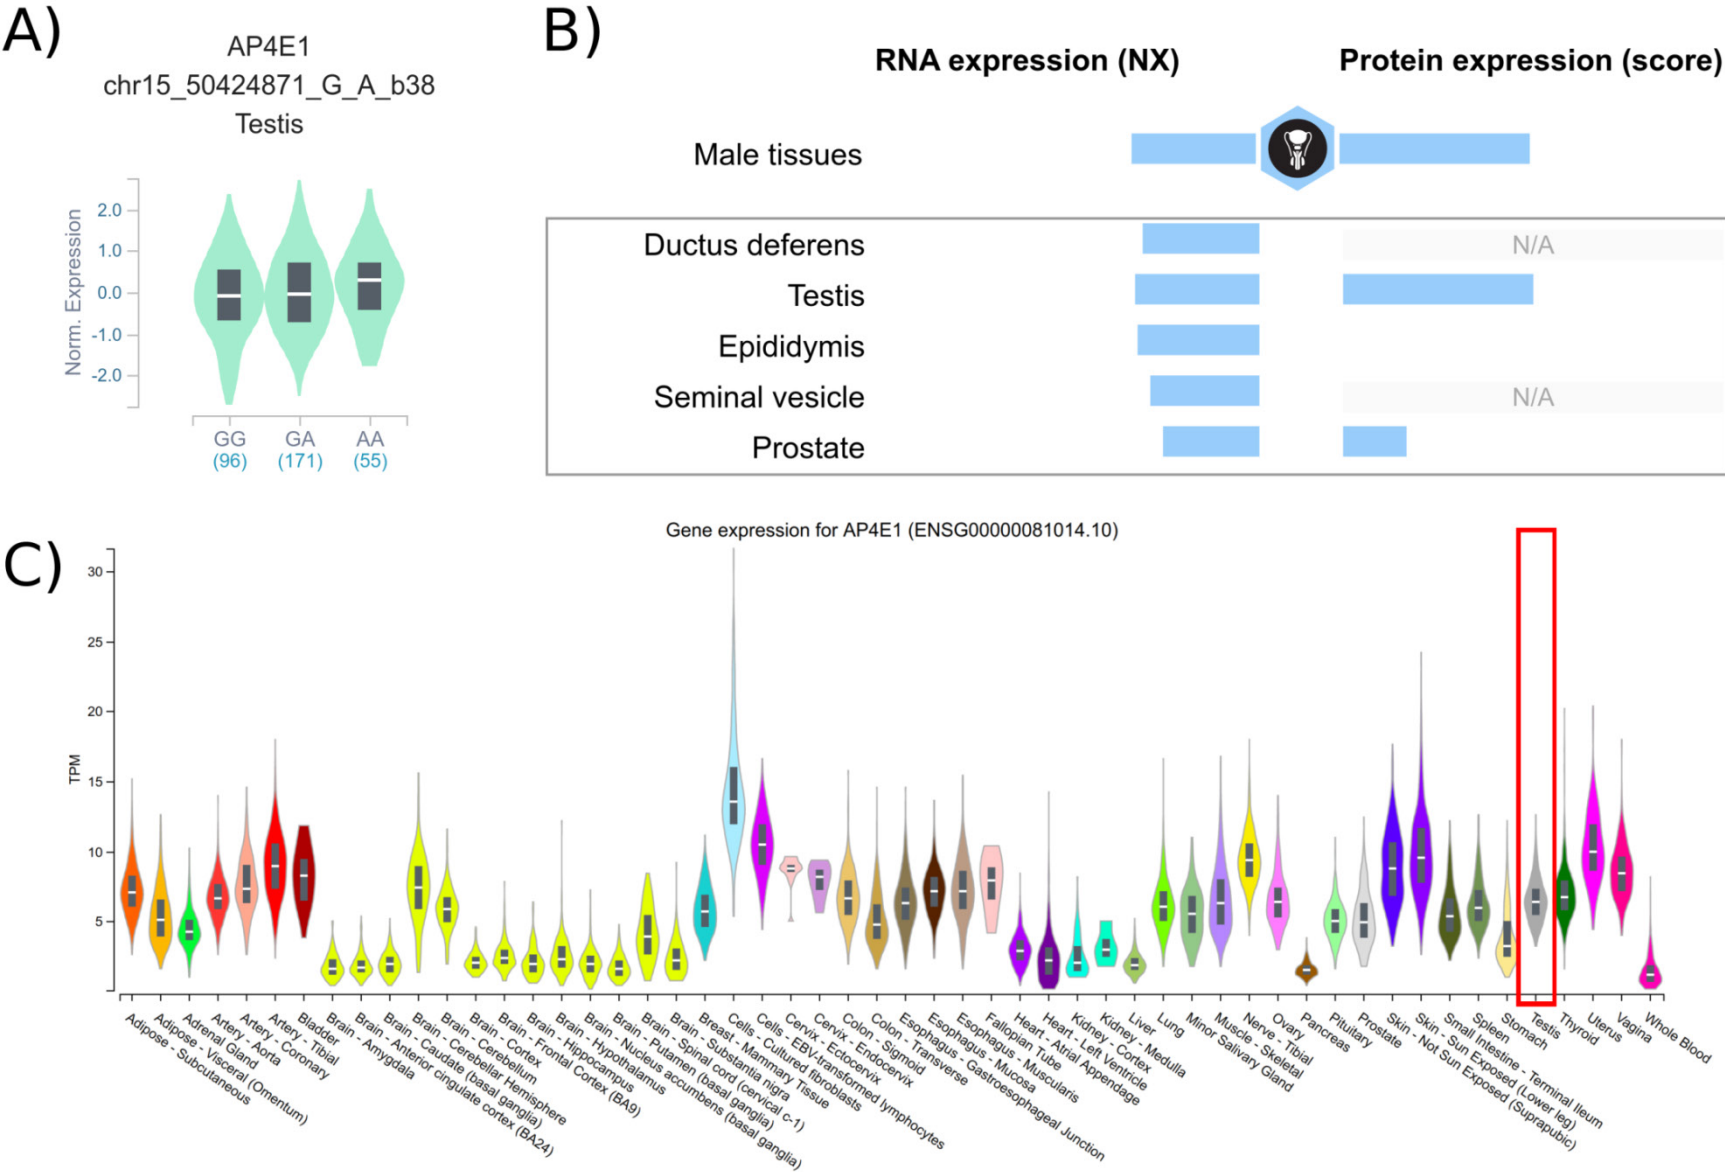 A)
AP4E1
chr15_50424871_G_A_b38
Testis
Norm. Expression
2.0
1.0
0.0
-1.0
-2.0
GG GA AA
(96) (171) (55)
B)
RNA expression (NX) Protein expression (score)
Male tissues
Ductus deferens N/A
Testis
Epididymis
Seminal vesicle N/A
Prostate
C)
Gene expression for AP4E1 (ENSG00000081014.10)
TPM
30
25
20
15
10
5
Adipose - Subcutaneous
Adipose - Visceral (Omentum)
Adrenal Gland
Artery - Aorta
Artery - Coronary
Artery - Tibial
Bladder
Brain - Amygdala
Brain - Anterior cingulate cortex (BA24)
Brain - Caudate (basal ganglia)
Brain - Cerebellar Hemisphere
Brain - Cerebellum
Brain - Cortex
Brain - Frontal Cortex (BA9)
Brain - Hippocampus
Brain - Hypothalamus
Brain - Nucleus accumbens (basal ganglia)
Brain - Putamen (basal ganglia)
Brain - Spinal cord (cervical c-1)
Brain - Substantia nigra
Breast - Mammary Tissue
Cells - Cultured fibroblasts
Cells - EBV-transformed lymphocytes
Cervix - Ectocervix
Cervix - Endocervix
Colon - Sigmoid
Colon - Transverse
Esophagus - Gastroesophageal Junction
Esophagus - Mucosa
Esophagus - Muscularis
Fallopian Tube
Heart - Atrial Appendage
Heart - Left Ventricle
Kidney - Cortex
Kidney - Medulla
Liver
Lung
Minor Salivary Gland
Muscle - Skeletal
Nerve - Tibial
Ovary
Pancreas
Pituitary
Prostate
Skin - Not Sun Exposed (Suprapubic)
Skin - Sun Exposed (Lower leg)
Small Intestine - Terminal Ileum
Spleen
Stomach
Testis
Thyroid
Uterus
Vagina
Whole Blood